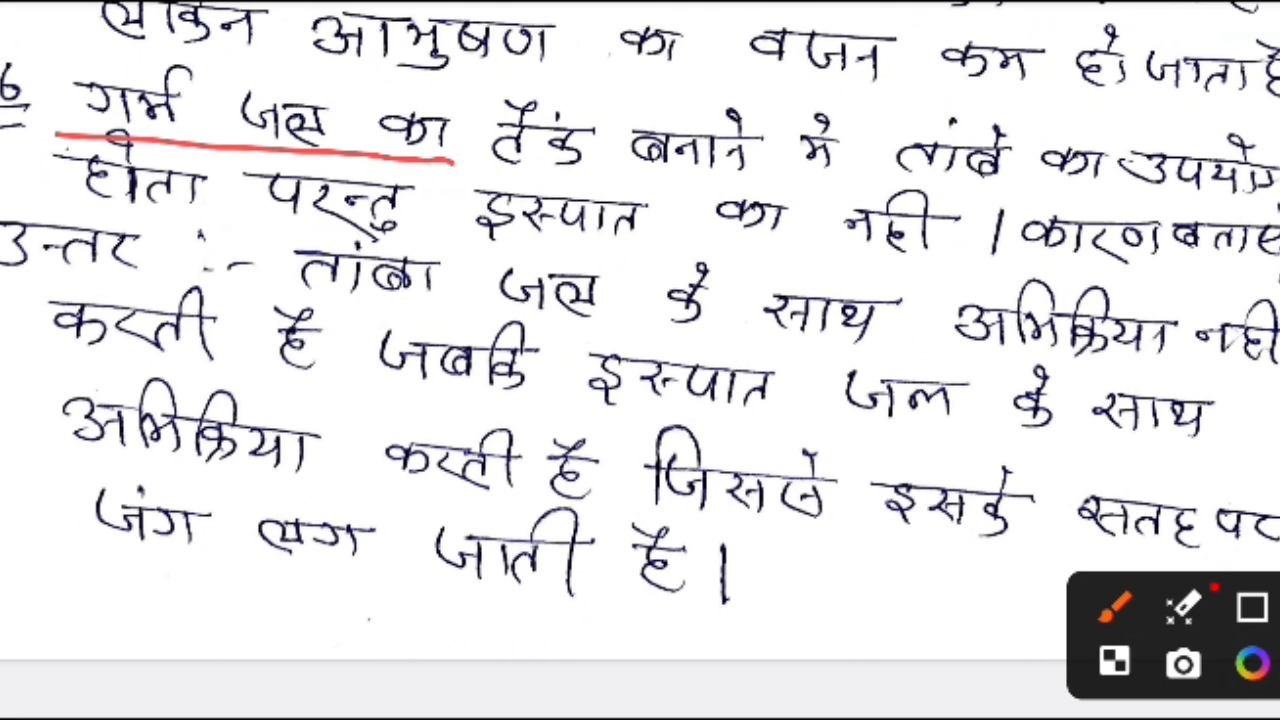 लेकिन आभुषण का वजन कम हो जाता है
6 गर्म जल का टैंक बनाने मे तांबे का उपयोग
होता परन्तु इस्पात का नही । कारण बताएं
उत्तर :- तांबा जल के साथ अभिक्रिया नही
करती है जबकि इस्पात जल के साथ
अभिक्रिया करती है जिससे इसके सतह पर
जंग लग जाती है।